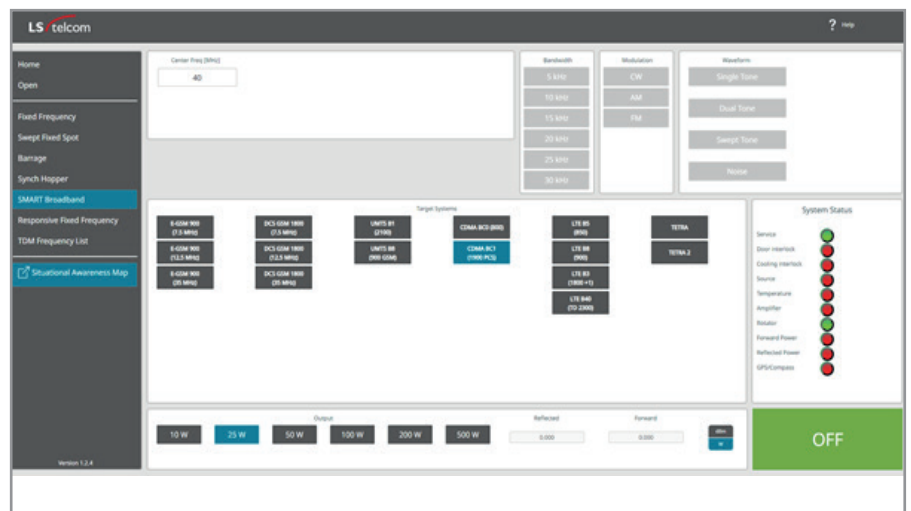 LS telcom
? Help
Home
Open
Fixed Frequency
Swept Fixed Spot
Barrage
Synch Hopper
SMART Broadband
Responsive Fixed Frequency
TDM Frequency List
Situational Awareness Map
Version 1.2.4
Center Freq [MHz]
40
Bandwidth
5 kHz
10 kHz
15 kHz
20 kHz
25 kHz
30 kHz
Modulation
CW
AM
FM
Waveform
Single Tone
Dual Tone
Swept Tone
Noise
Target Systems
E-GSM 900
(7.5 MHz)
E-GSM 900
(12.5 MHz)
E-GSM 900
(35 MHz)
DCS GSM 1800
(7.5 MHz)
DCS GSM 1800
(12.5 MHz)
DCS GSM 1800
(35 MHz)
UMTS B1
(2100)
UMTS B8
(900 GSM)
CDMA BC0 (800)
CDMA BC1
(1900 PCS)
LTE B5
(850)
LTE B8
(900)
LTE B3
(1800 +)
LTE B40
(TD 2300)
TETRA
TETRA 2
System Status
Service
Door Interlock
Cooling Interlock
Source
Temperature
Amplifier
Rotator
Forward Power
Reflected Power
GPS/Compass
Output
10 W
25 W
50 W
100 W
200 W
500 W
Reflected
0.000
Forward
0.000
dBm
W
OFF